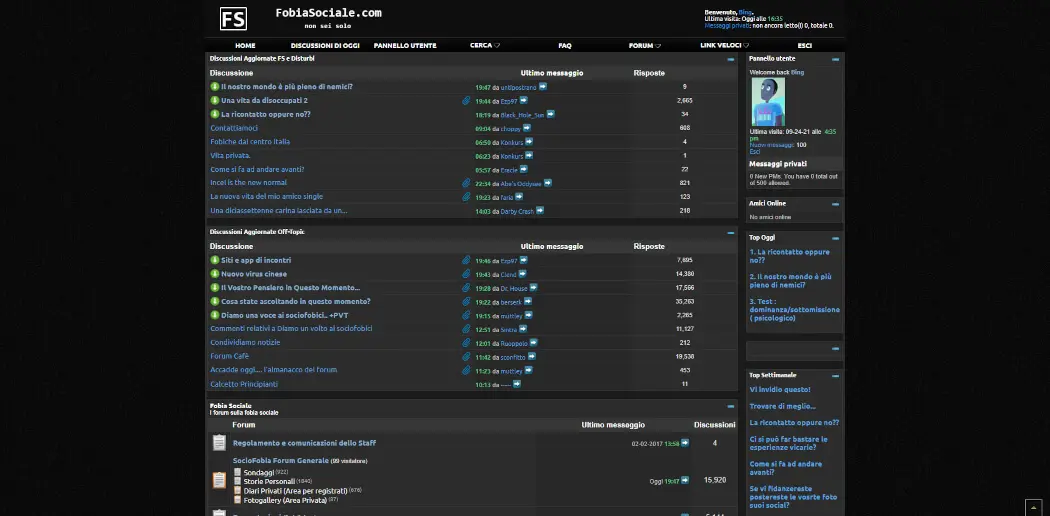 FS
FobiaSociale.com
non sei solo
Benvenuto, Bing.
Ultima visita: Oggi alle 16:35
Messaggi privati: non ancora letto(i) 0, totale 0.
HOME DISCUSSIONI DI OGGI PANNELLO UTENTE CERCA FAQ FORUM LINK VELOCI ESCI
Discussioni Aggiornate FS e Disturbi
Discussione Ultimo messaggio Risposte
Il nostro mondo è più pieno di nemici? 19:47 da unitipostrano 9
Una vita da disoccupati 2 19:44 da Ezp97 2,665
La ricontatto oppure no?? 18:19 da Black_Hole_Sun 34
Contattiamoci 09:04 da choppy 608
Fobiche dal centro italia 06:50 da Konkurs 4
Vita privata. 06:23 da Konkurs 1
Come si fa ad andare avanti? 05:57 da Eracle 22
Incel is the new normal 22:34 da Abe's Oddysee 821
La nuova vita del mio amico single 19:23 da faria 123
Una diciassettenne carina lasciata da un... 14:03 da Darby Crash 218
Discussioni Aggiornate Off-Topic
Discussione Ultimo messaggio Risposte
Siti e app di incontri 19:46 da Ezp97 7,695
Nuovo virus cinese 19:43 da Clend 14,380
Il Vostro Pensiero in Questo Momento... 19:28 da Dr. House 17,566
Cosa state ascoltando in questo momento? 19:22 da berserk 35,263
Diamo una voce ai sociofobici.. +PVT 19:15 da muttley 2,265
Commenti relativi a Diamo un volto ai sociofobici 12:51 da Sintra 11,127
Condividiamo notizie 12:01 da Ruoppolo 212
Forum Cafè 11:42 da sconfitto 19,538
Accadde oggi.... l'almanacco del forum 11:23 da muttley 453
Calcetto Principianti 10:13 da ~~~ 11
Fobia Sociale
I forum sulla fobia sociale
Forum Ultimo messaggio Discussioni
Regolamento e comunicazioni dello Staff 02-02-2017 13:58 4
SocioFobia Forum Generale (99 visitatore)
Sondaggi (922)
Storie Personali (1840)
Oggi 19:47 15,920
Diari Privati (Area per registrati) (676)
Fotogallery (Area Privata) (87)
Pannello utente
Welcome back Bing
Ultima visita: 09-24-21 alle 4:35
pm
Nuovi messaggi: 100
Esci
Messaggi privati
0 New PMs. You have 0 total out
of 500 allowed.
Amici Online
No amici online
Top Oggi
1. La ricontatto oppure
no??
2. Il nostro mondo è più
pieno di nemici?
3. Test :
dominanza/sottomissione
( psicologico)
Top Settimanale
Vi invidio questo!
Trovare di meglio...
La ricontatto oppure no??
Ci si può far bastare le
esperienze vicarie?
Come si fa ad andare
avanti?
Se vi fidanzereste
postereste le vostre foto
suoi social?